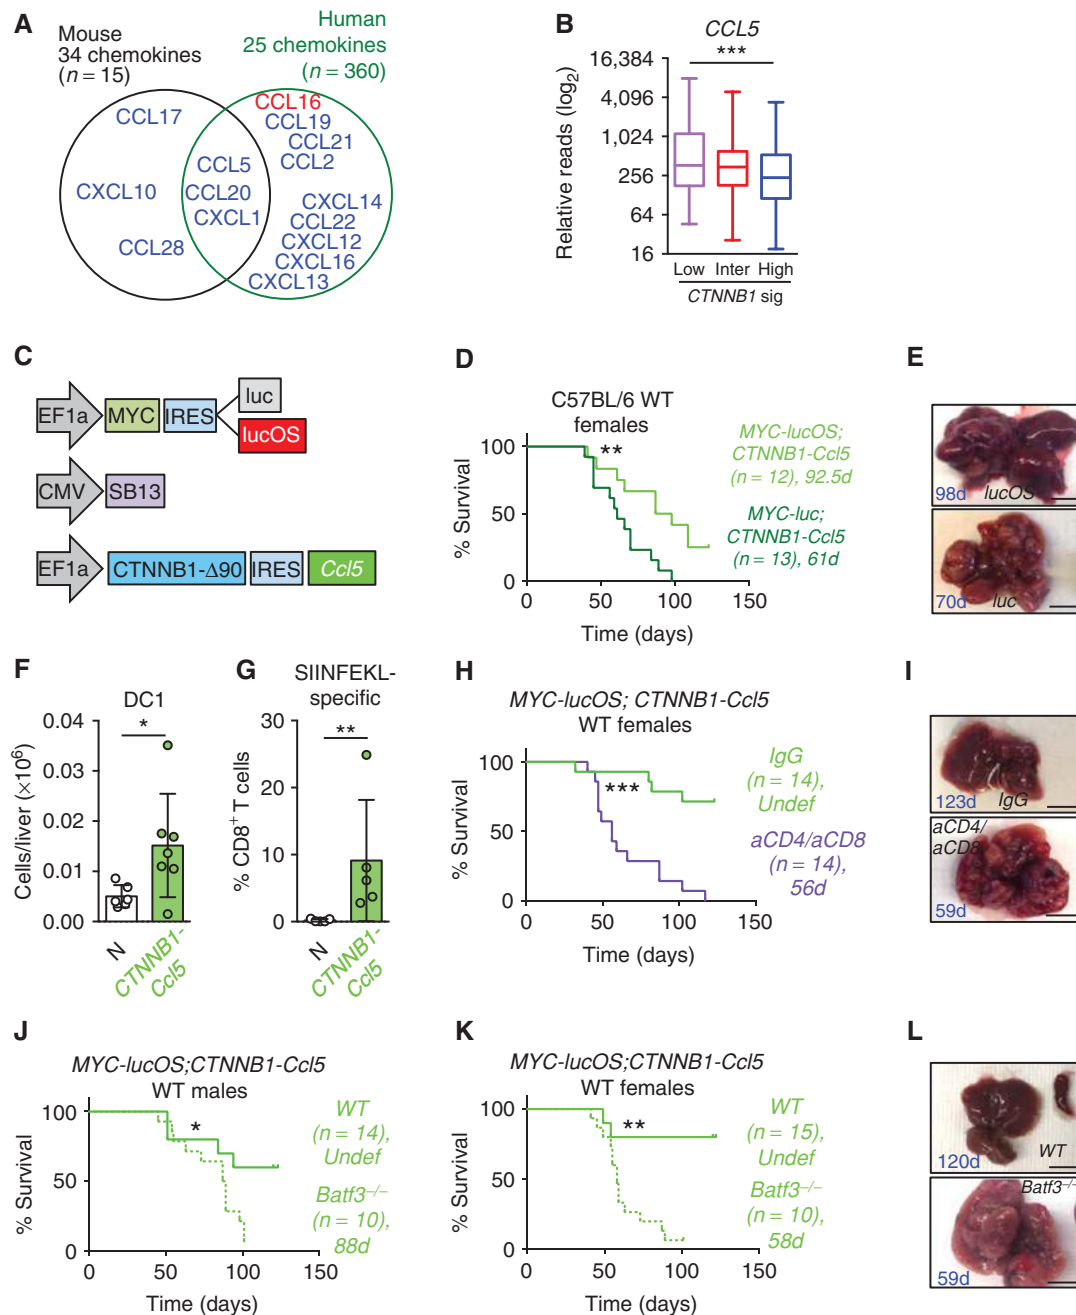 A
Mouse
34 chemokines
(n = 15)
Human
25 chemokines
(n = 360)
CCL17
CXCL10
CCL28
CCL5
CCL20
CXCL1
CCL16
CCL19
CCL21
CCL2
CXCL14
CCL22
CXCL12
CXCL16
CXCL13
B
CCL5
***
Relative reads (log2)
16,384
4,096
1,024
256
64
16
Low Inter High
CTNNB1 sig
C
EF1a MYC IRES
luc
lucOS
CMV SB13
EF1a CTNNB1-Δ90 IRES Ccl5
D
C57BL/6 WT
females
% Survival
100
50
0
**
0 50 100 150
Time (days)
MYC-lucOS;
CTNNB1-Ccl5
(n = 12), 92.5d
MYC-luc;
CTNNB1-Ccl5
(n = 13), 61d
E
98d lucOS
70d luc
F
DC1
*
Cells/liver (×10⁶)
0.04
0.03
0.02
0.01
0.00
N
CTNNB1-
Ccl5
G
SIINFEKL-
specific
**
% CD8⁺ T cells
30
20
10
0
N
CTNNB1-
Ccl5
H
MYC-lucOS; CTNNB1-Ccl5
WT females
% Survival
100
50
0
***
0 50 100 150
Time (days)
IgG
(n = 14),
Undef
aCD4/aCD8
(n = 14),
56d
I
123d IgG
aCD4/
aCD8
59d
J
MYC-lucOS;CTNNB1-Ccl5
WT males
% Survival
100
50
0
*
0 50 100 150
Time (days)
WT
(n = 14),
Undef
Batf3⁻/⁻
(n = 10),
88d
K
MYC-lucOS;CTNNB1-Ccl5
WT females
% Survival
100
50
0
**
0 50 100 150
Time (days)
WT
(n = 15),
Undef
Batf3⁻/⁻
(n = 10),
58d
L
120d WT
Batf3⁻/⁻
59d